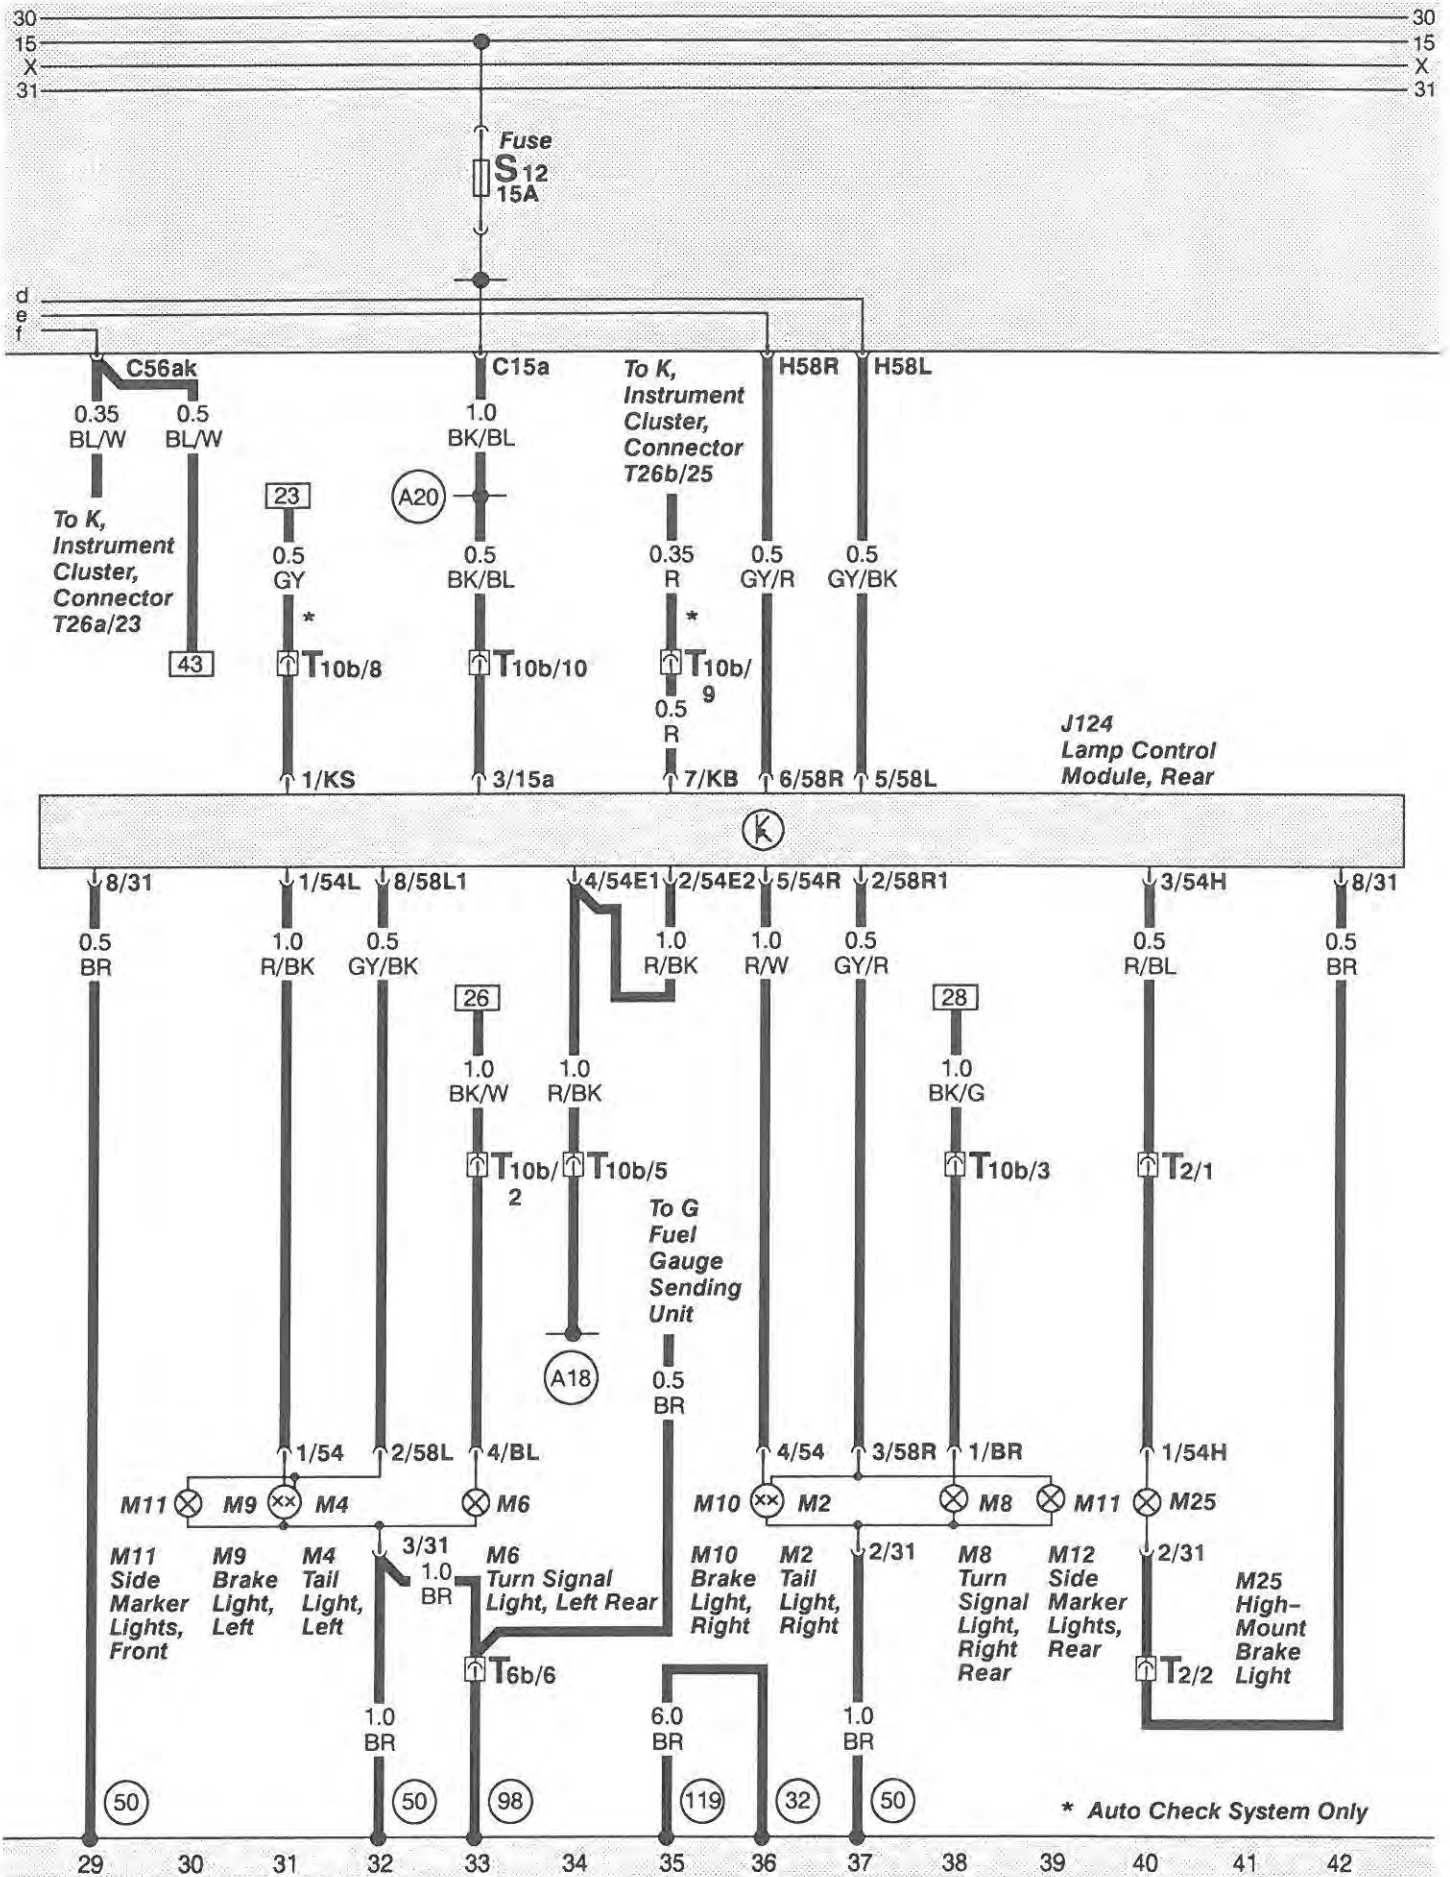 30 30
15 15
X X
31 31
Fuse
S12
15A
d
e
f
C56ak C15a H58R H58L
To K,
Instrument
Cluster,
Connector
T26b/25
0.35 0.5 1.0
BL/W BL/W BK/BL
23 A20
To K,
Instrument
Cluster,
Connector
T26a/23
0.5 0.5 0.35 0.5 0.5
GY BK/BL R GY/R GY/BK
* *
43 T10b/8 T10b/10 T10b/
9
0.5
R
J124
Lamp Control
Module, Rear
1/KS 3/15a 7/KB 6/58R 5/58L
8/31 1/54L 8/58L1 4/54E1 2/54E2 5/54R 2/58R1 3/54H 8/31
0.5 1.0 0.5 1.0 1.0 0.5 0.5 0.5
BR R/BK GY/BK R/BK R/W GY/R R/BL BR
26 28
1.0 1.0 1.0
BK/W R/BK BK/G
T10b/ T10b/5 T10b/3 T2/1
2
To G
Fuel
Gauge
Sending
Unit
A18
0.5
BR
1/54 2/58L 4/BL 4/54 3/58R 1/BR 1/54H
M11 M9 M4 M6 M10 M2 M8 M11 M25
3/31 2/31 2/31
1.0
BR
M11
Side
Marker
Lights,
Front
M9
Brake
Light,
Left
M4
Tail
Light,
Left
M6
Turn Signal
Light, Left Rear
M10
Brake
Light,
Right
M2
Tail
Light,
Right
M8
Turn
Signal
Light,
Right
Rear
M12
Side
Marker
Lights,
Rear
M25
High-
Mount
Brake
Light
T6b/6 T2/2
1.0 6.0 1.0
BR BR BR
50 50 98 119 32 50
* Auto Check System Only
29 30 31 32 33 34 35 36 37 38 39 40 41 42